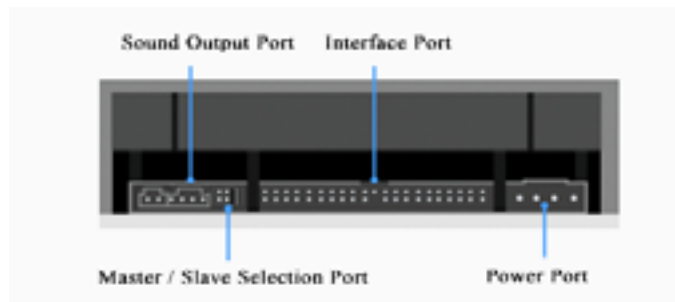 Sound Output Port
Interface Port
Master / Slave Selection Port
Power Port